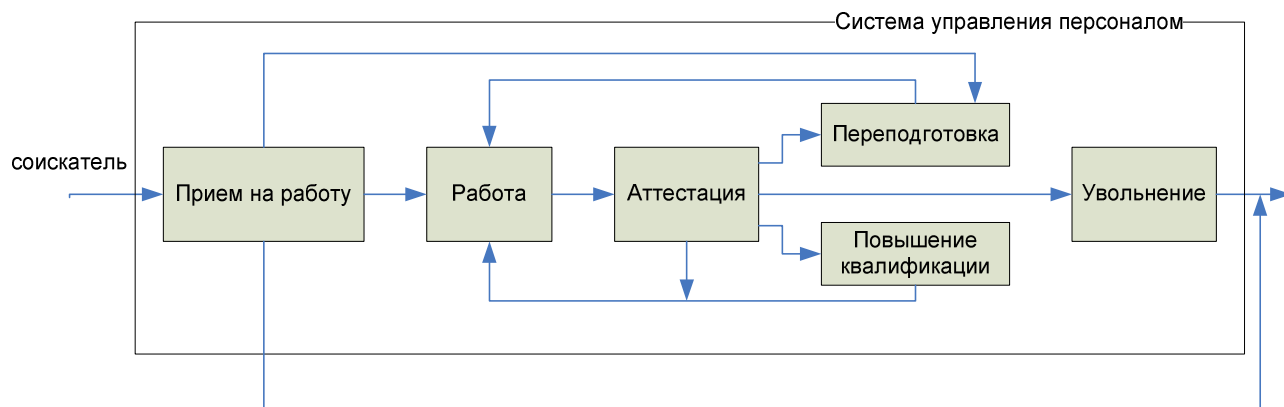 Система управления персоналом
соискатель
Прием на работу
Работа
Аттестация
Переподготовка
Повышение
квалификации
Увольнение